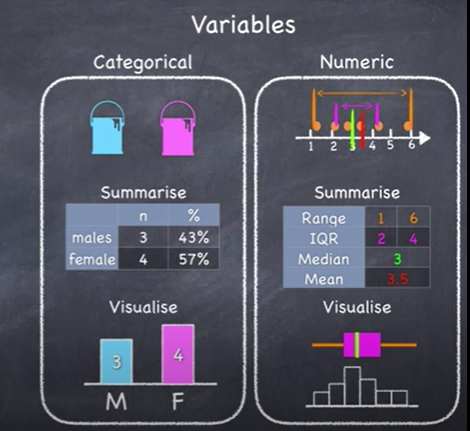 Variables
Categorical
Numeric
1 2 3 4 5 6
Summarise
n %
males 3 43%
female 4 57%
Summarise
Range 1 6
IQR 2 4
Median 3
Mean 3.5
Visualise
3 4
M F
Visualise